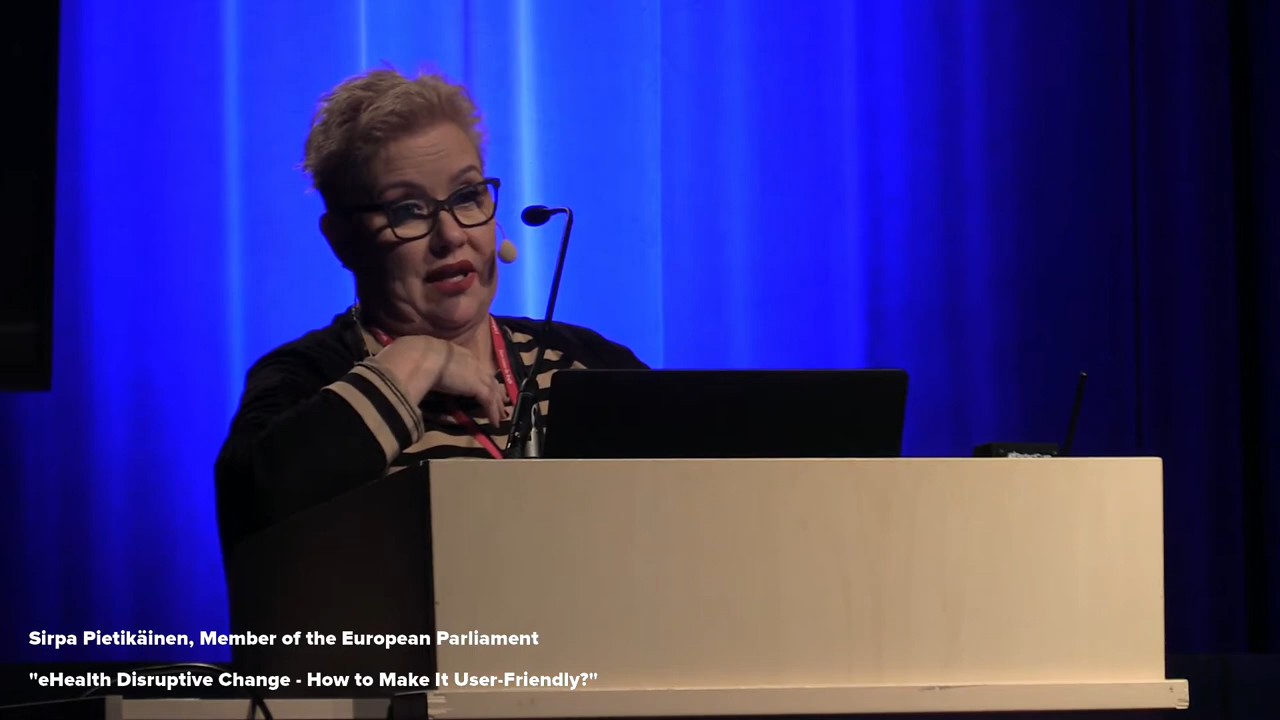 Sirpa Pietikäinen, Member of the European Parliament
"eHealth Disruptive Change - How to Make It User-Friendly?"